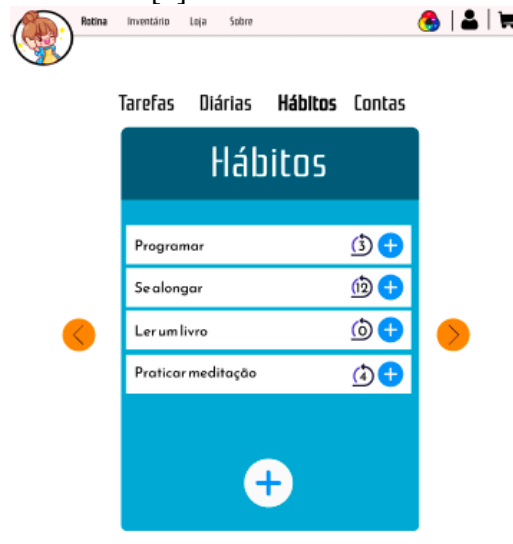 Rotina Inventário Loja Sobre
Tarefas Diárias Hábitos Contas
Hábitos
Programar 3
Se alongar 12
Ler um livro 0
Praticar meditação 4